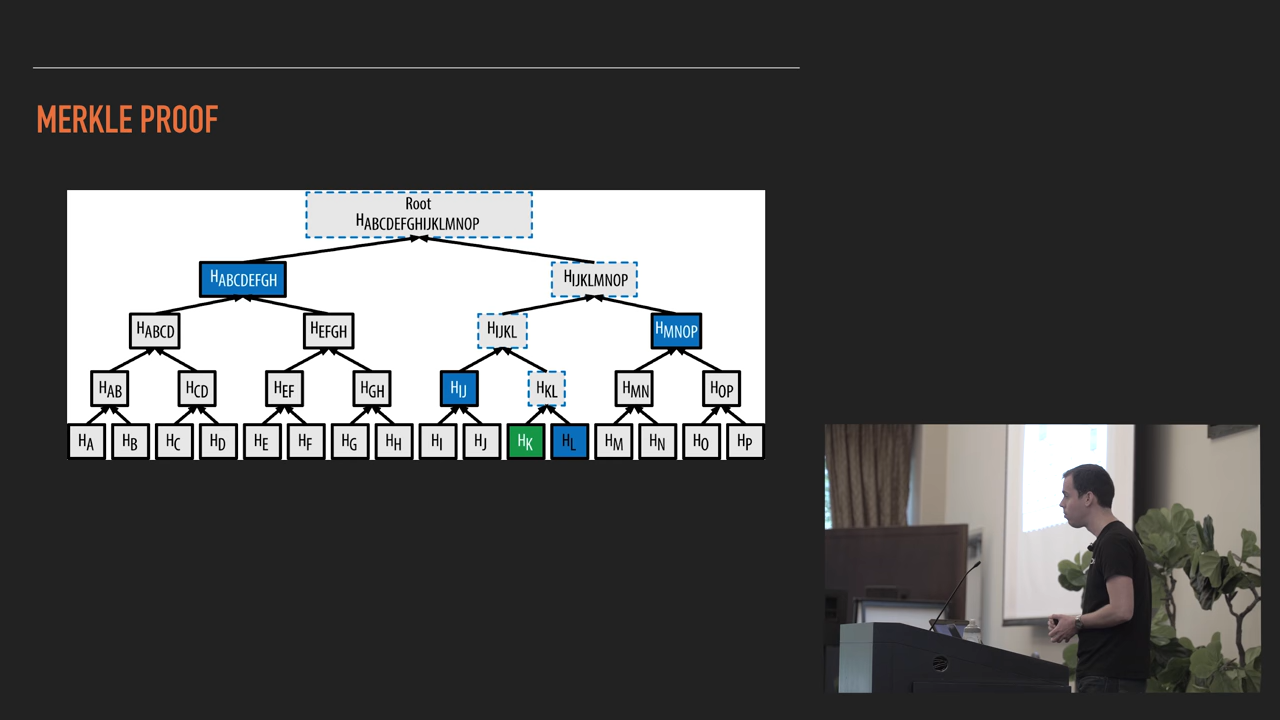 MERKLE PROOF
Root
HABCDEFGHIJKLMNOP
HABCDEFGH HIJKLMNOP
HABCD HEFGH HIJKL HMNOP
HAB HCD HEF HGH HIJ HKL HMN HOP
HA HB HC HD HE HF HG HH HI HJ HK HL HM HN HO HP